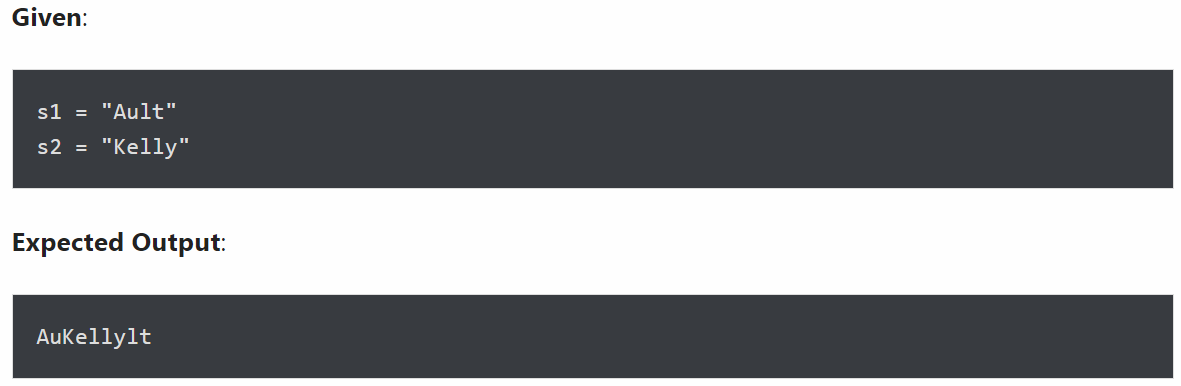 Given:
s1 = "Ault"
s2 = "Kelly"
Expected Output:
AuKellylt